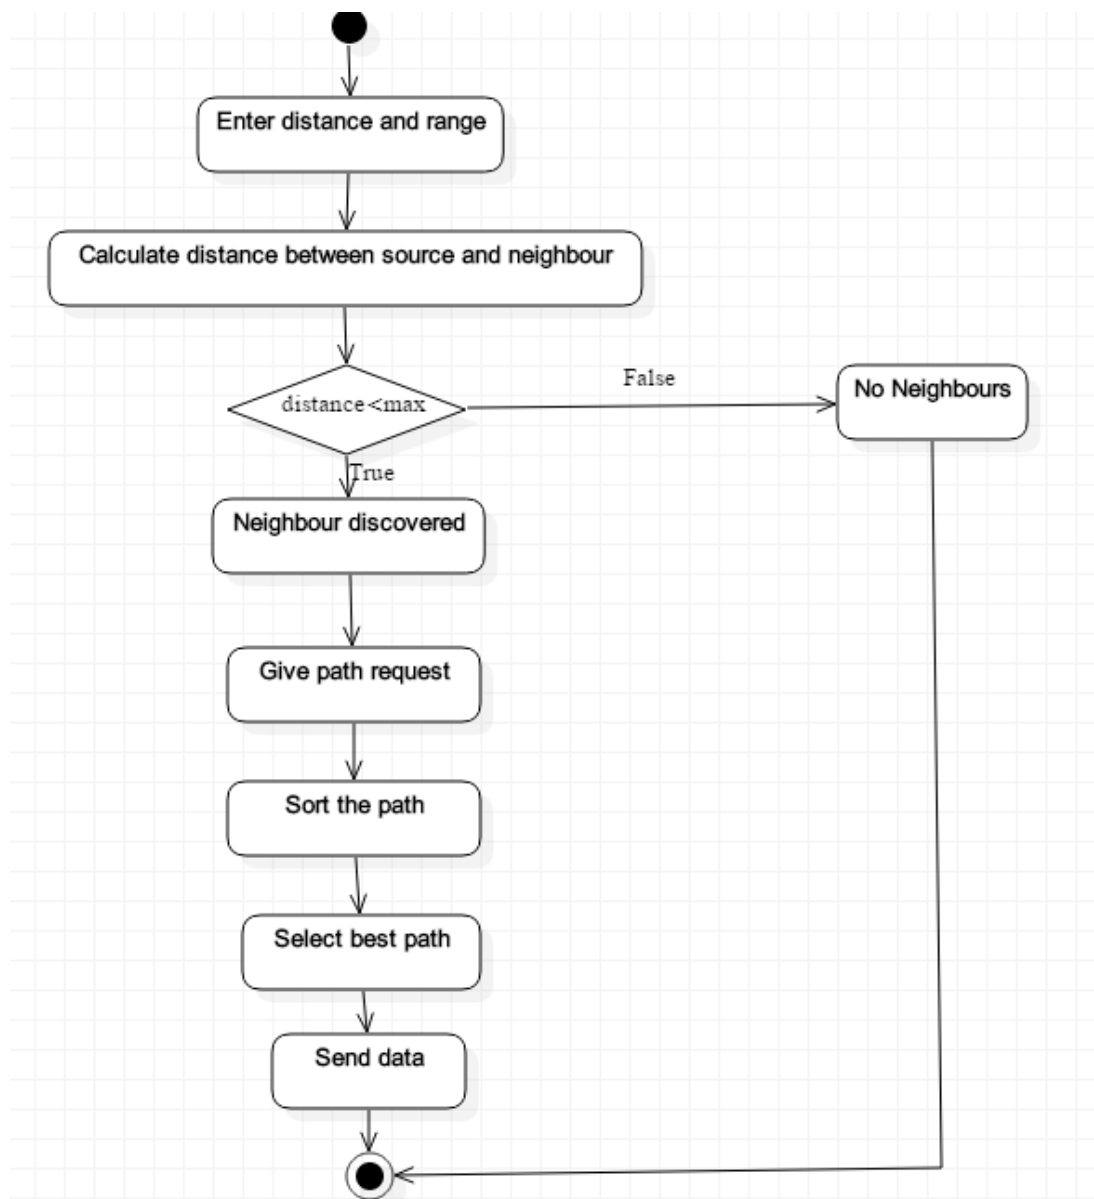 Enter distance and range
Calculate distance between source and neighbour
distance<max
False
No Neighbours
True
Neighbour discovered
Give path request
Sort the path
Select best path
Send data